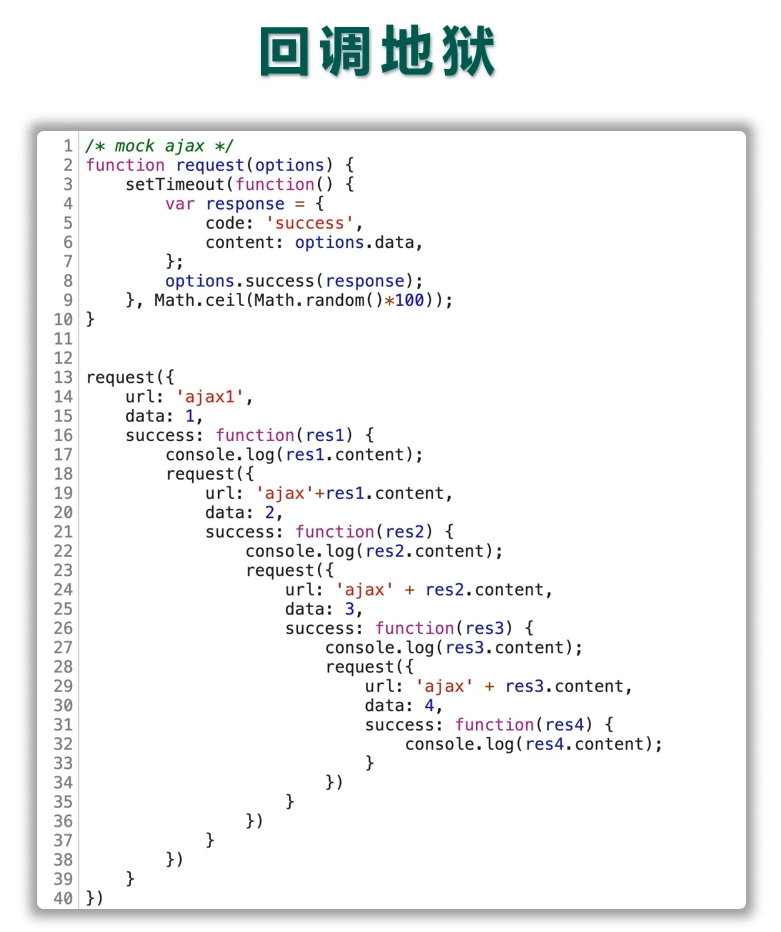 回调地狱
1 /* mock ajax */
2 function request(options) {
3     setTimeout(function() {
4         var response = {
5             code: 'success',
6             content: options.data,
7         };
8         options.success(response);
9     }, Math.ceil(Math.random()*100));
10 }
11
12
13 request({
14     url: 'ajax1',
15     data: 1,
16     success: function(res1) {
17         console.log(res1.content);
18         request({
19             url: 'ajax'+res1.content,
20             data: 2,
21             success: function(res2) {
22                 console.log(res2.content);
23                 request({
24                     url: 'ajax' + res2.content,
25                     data: 3,
26                     success: function(res3) {
27                         console.log(res3.content);
28                         request({
29                             url: 'ajax' + res3.content,
30                             data: 4,
31                             success: function(res4) {
32                                 console.log(res4.content);
33                             }
34                         })
35                     }
36                 })
37             }
38         })
39     }
40 })